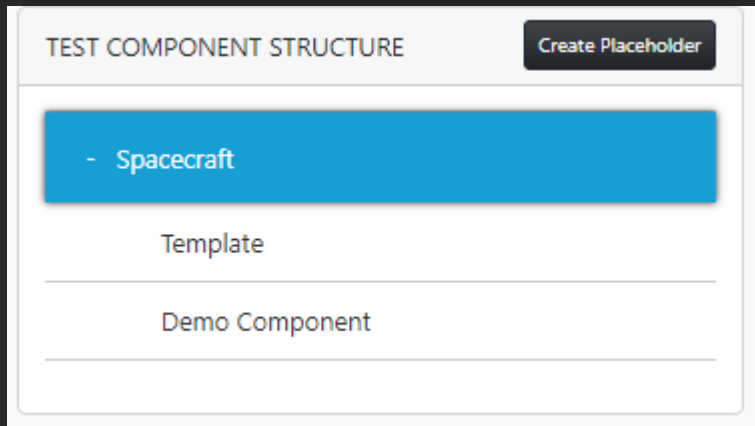 TEST COMPONENT STRUCTURE Create Placeholder
- Spacecraft
Template
Demo Component